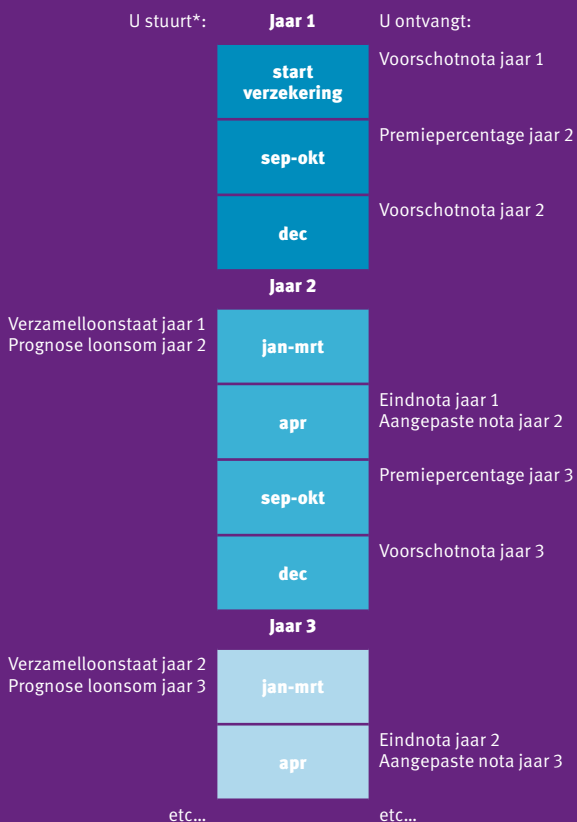 U stuurt*:
Jaar 1
U ontvangt:
start
verzekering
Voorschotnota jaar 1
sep-okt
Premiepercentage jaar 2
dec
Voorschotnota jaar 2
Jaar 2
Verzamelloonstaat jaar 1
Prognose loonsom jaar 2
jan-mrt
apr
Eindnota jaar 1
Aangepaste nota jaar 2
sep-okt
Premiepercentage jaar 3
dec
Voorschotnota jaar 3
Jaar 3
Verzamelloonstaat jaar 2
Prognose loonsom jaar 3
jan-mrt
apr
Eindnota jaar 2
Aangepaste nota jaar 3
etc...
etc...